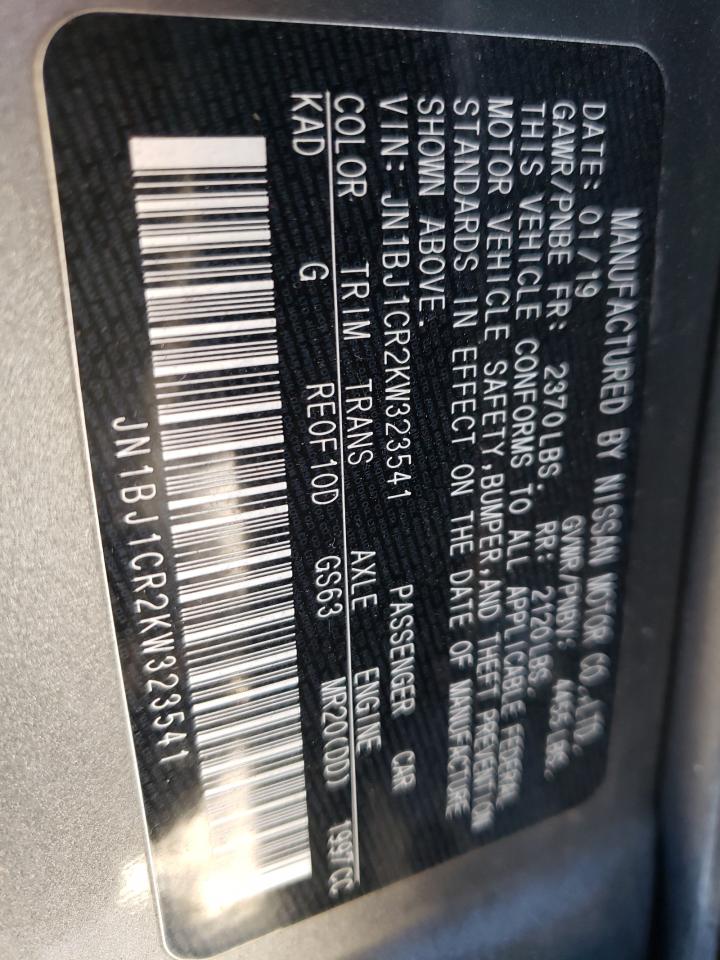 MANUFACTURED BY NISSAN MOTOR CO.,LTD.
DATE: 01/19 GVWR/PNBV: 4455LBS.
GAWR/PNBE FR: 2370LBS. RR: 2120LBS.
THIS VEHICLE CONFORMS TO ALL APPLICABLE FEDERAL
MOTOR VEHICLE SAFETY,BUMPER,AND THEFT PREVENTION
STANDARDS IN EFFECT ON THE DATE OF MANUFACTURE
SHOWN ABOVE.
VIN: JN1BJ1CR2KW323541 PASSENGER CAR
COLOR TRIM TRANS AXLE ENGINE
KAD G RE0F10D GS63 MR20(DD) 1997CC
JN1BJ1CR2KW323541